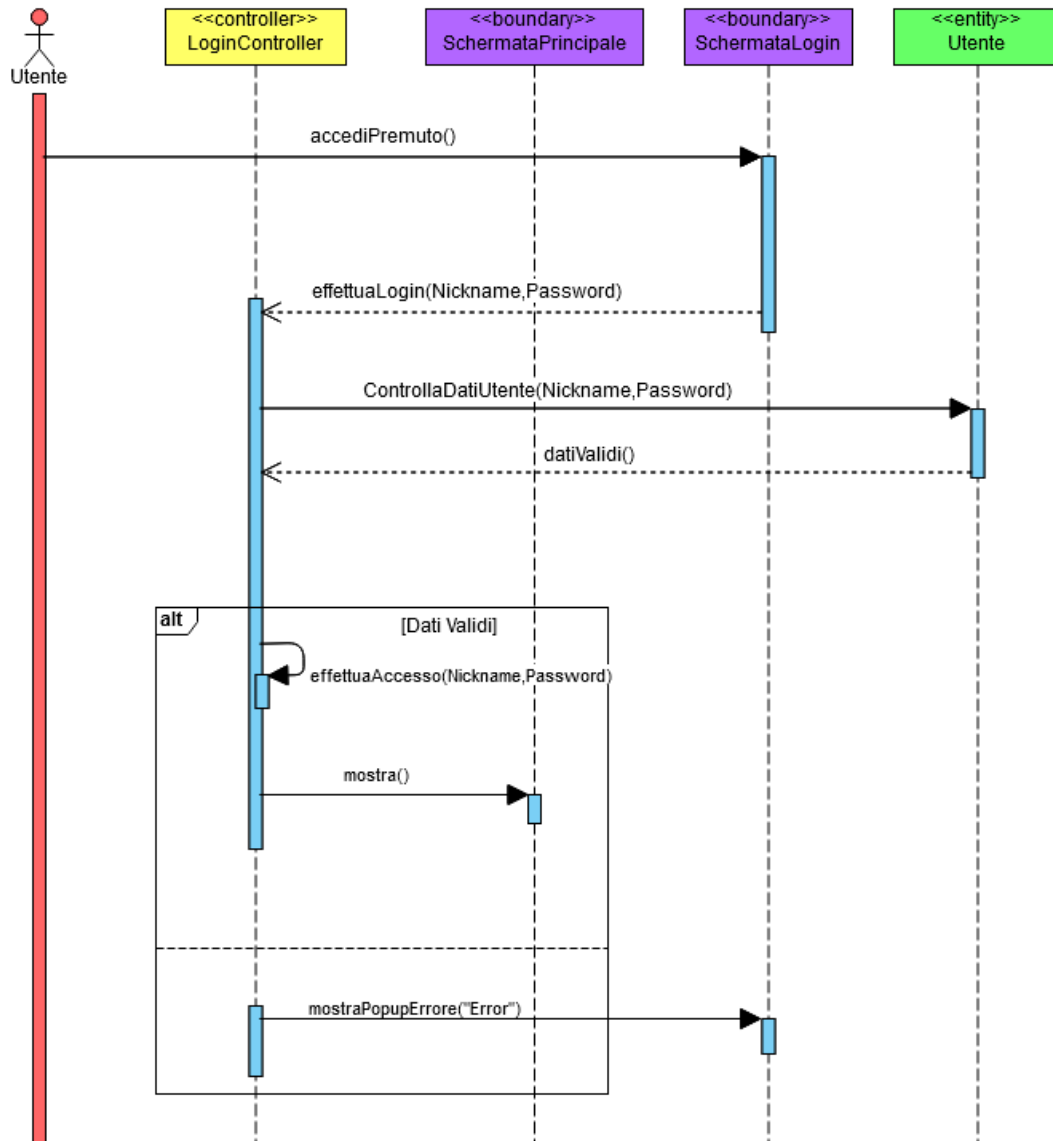 Utente
<<controller>>
LoginController
<<boundary>>
SchermataPrincipale
<<boundary>>
SchermataLogin
<<entity>>
Utente
accediPremuto()
effettuaLogin(Nickname,Password)
ControllaDatiUtente(Nickname,Password)
datiValidi()
alt
[Dati Validi]
effettuaAccesso(Nickname,Password)
mostra()
mostraPopupErrore("Error")